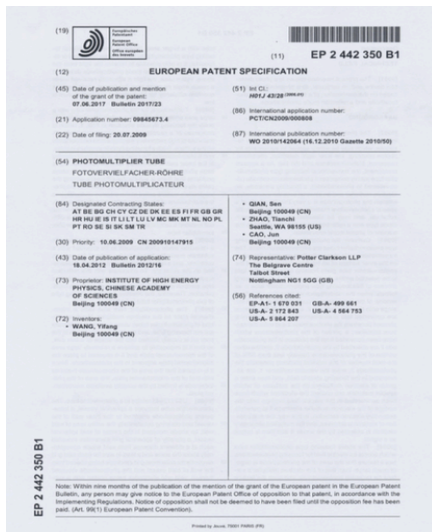 (19)
Europäisches
Patentamt
European
Patent Office
Office européen
des brevets
(11) EP 2 442 350 B1
(12) EUROPEAN PATENT SPECIFICATION
(45) Date of publication and mention
of the grant of the patent:
07.06.2017 Bulletin 2017/23
(21) Application number: 09845673.4
(22) Date of filing: 20.07.2009
(51) Int Cl.:
H01J 43/28 (2006.01)
(86) International application number:
PCT/CN2009/000808
(87) International publication number:
WO 2010/142064 (16.12.2010 Gazette 2010/50)
(54) PHOTOMULTIPLIER TUBE
FOTOVERVIELFACHER-RÖHRE
TUBE PHOTOMULTIPLICATEUR
(84) Designated Contracting States:
AT BE BG CH CY CZ DE DK EE ES FI FR GB GR
HR HU IE IS IT LI LT LU LV MC MK MT NL NO PL
PT RO SE SI SK SM TR
(30) Priority: 10.06.2009 CN 200910147915
(43) Date of publication of application:
18.04.2012 Bulletin 2012/16
(73) Proprietor: INSTITUTE OF HIGH ENERGY
PHYSICS, CHINESE ACADEMY
OF SCIENCES
Beijing 100049 (CN)
(72) Inventors:
• WANG, Yifang
Beijing 100049 (CN)
• QIAN, Sen
Beijing 100049 (CN)
• ZHAO, Tianchi
Seattle, WA 98155 (US)
• CAO, Jun
Beijing 100049 (CN)
(74) Representative: Potter Clarkson LLP
The Belgrave Centre
Talbot Street
Nottingham NG1 5GG (GB)
(56) References cited:
EP-A1- 1 670 031 GB-A- 499 661
US-A- 2 172 843 US-A- 4 564 753
US-A- 5 864 207
EP 2 442 350 B1
Note: Within nine months of the publication of the mention of the grant of the European patent in the European Patent
Bulletin, any person may give notice to the European Patent Office of opposition to that patent, in accordance with the
Implementing Regulations. Notice of opposition shall not be deemed to have been filed until the opposition fee has been
paid. (Art. 99(1) European Patent Convention).
Printed by Jouve, 75001 PARIS (FR)